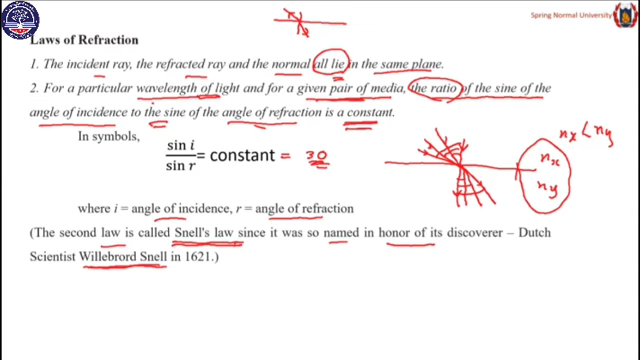 Spring Normal University
Laws of Refraction
1. The incident ray, the refracted ray and the normal all lie in the same plane.
2. For a particular wavelength of light and for a given pair of media, the ratio of the sine of the
angle of incidence to the sine of the angle of refraction is a constant.
In symbols,
sin i
sin r
= constant = 30
nx < ny
nx
ny
where i = angle of incidence, r = angle of refraction
(The second law is called Snell's law since it was so named in honor of its discoverer – Dutch
Scientist Willebrord Snell in 1621.)